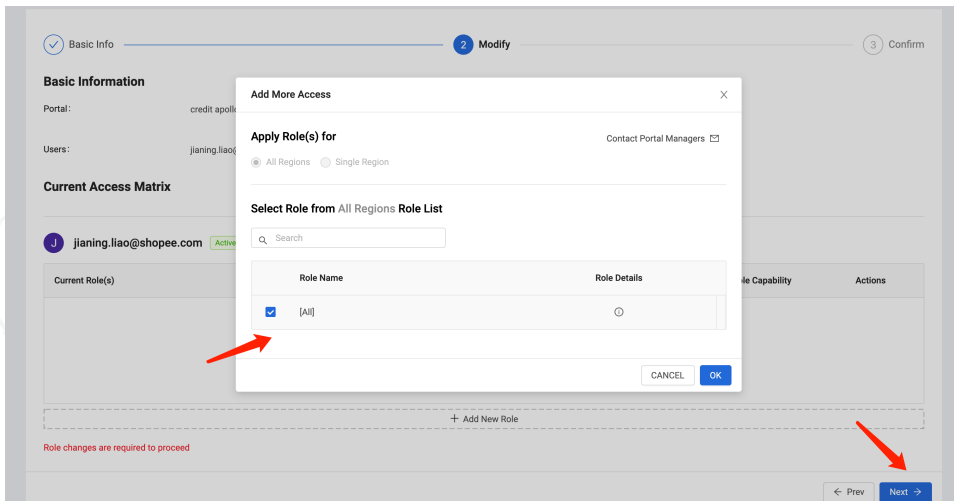 Basic Info
2 Modify
3 Confirm
Basic Information
Portal:
credit apoll
Users:
jianing.liao@
Current Access Matrix
J jianing.liao@shopee.com Active
Current Role(s)
Capability
Actions
Add More Access
Apply Role(s) for
Contact Portal Managers
All Regions
Single Region
Select Role from All Regions Role List
Search
Role Name
Role Details
[All]
CANCEL
OK
+ Add New Role
Role changes are required to proceed
← Prev
Next →